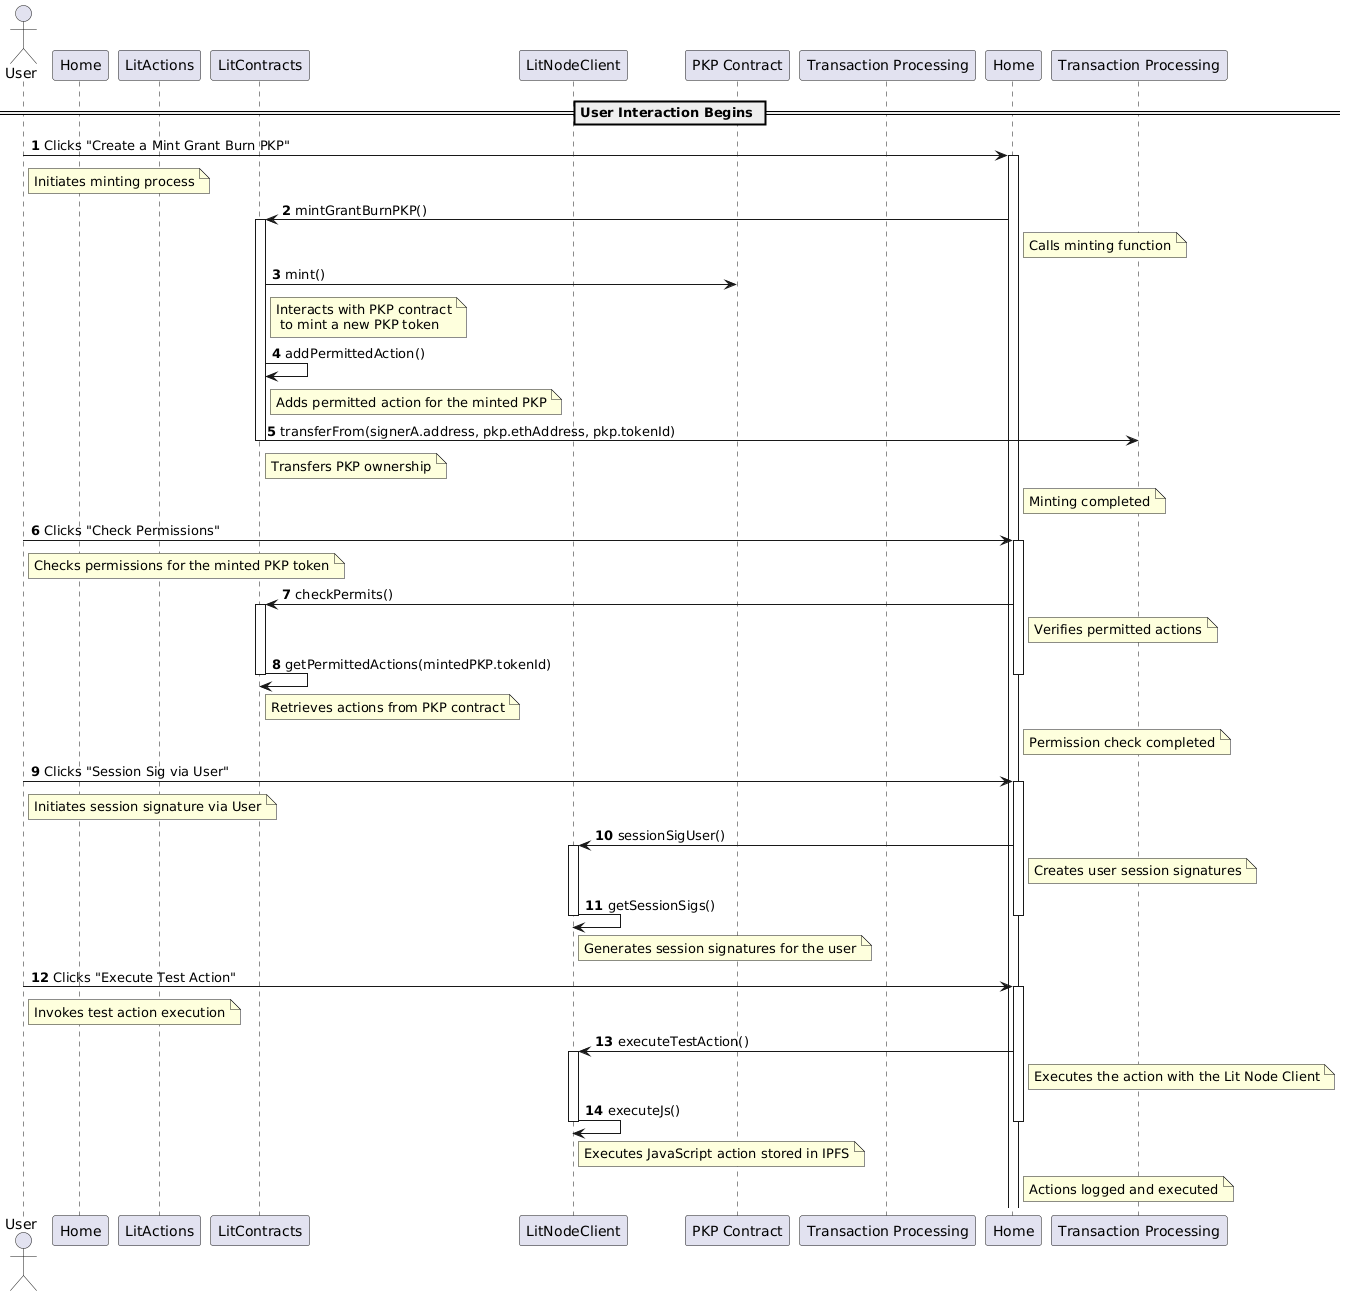 User
Home
LitActions
LitContracts
LitNodeClient
PKP Contract
Transaction Processing
Home
Transaction Processing
User Interaction Begins
1 Clicks "Create a Mint Grant Burn PKP"
Initiates minting process
2 mintGrantBurnPKP()
Calls minting function
3 mint()
Interacts with PKP contract
to mint a new PKP token
4 addPermittedAction()
Adds permitted action for the minted PKP
5 transferFrom(signerA.address, pkp.ethAddress, pkp.tokenId)
Transfers PKP ownership
Minting completed
6 Clicks "Check Permissions"
Checks permissions for the minted PKP token
7 checkPermits()
Verifies permitted actions
8 getPermittedActions(mintedPKP.tokenId)
Retrieves actions from PKP contract
Permission check completed
9 Clicks "Session Sig via User"
Initiates session signature via User
10 sessionSigUser()
Creates user session signatures
11 getSessionSigs()
Generates session signatures for the user
12 Clicks "Execute Test Action"
Invokes test action execution
13 executeTestAction()
Executes the action with the Lit Node Client
14 executeJs()
Executes JavaScript action stored in IPFS
Actions logged and executed
User
Home
LitActions
LitContracts
LitNodeClient
PKP Contract
Transaction Processing
Home
Transaction Processing